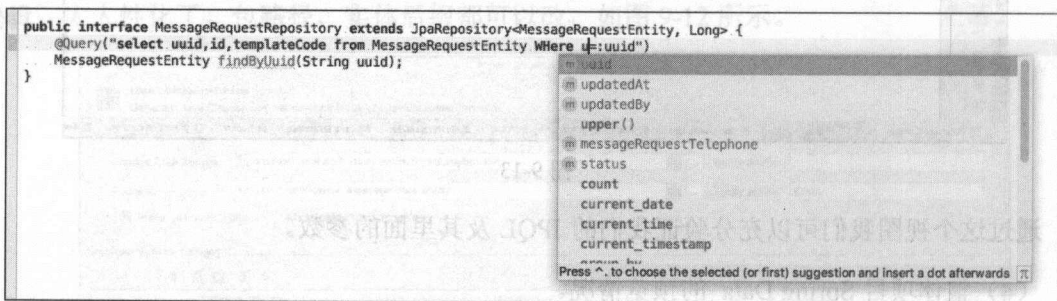 public interface MessageRequestRepository extends JpaRepository<MessageRequestEntity, Long> {
@Query("select uuid,id,templateCode from MessageRequestEntity WHere u=:uuid")
MessageRequestEntity findByUuid(String uuid);
}
m uuid
m updatedAt
m updatedBy
upper()
m messageRequestTelephone
m status
count
current_date
current_time
current_timestamp
group by
Press ^. to choose the selected (or first) suggestion and insert a dot afterwards π